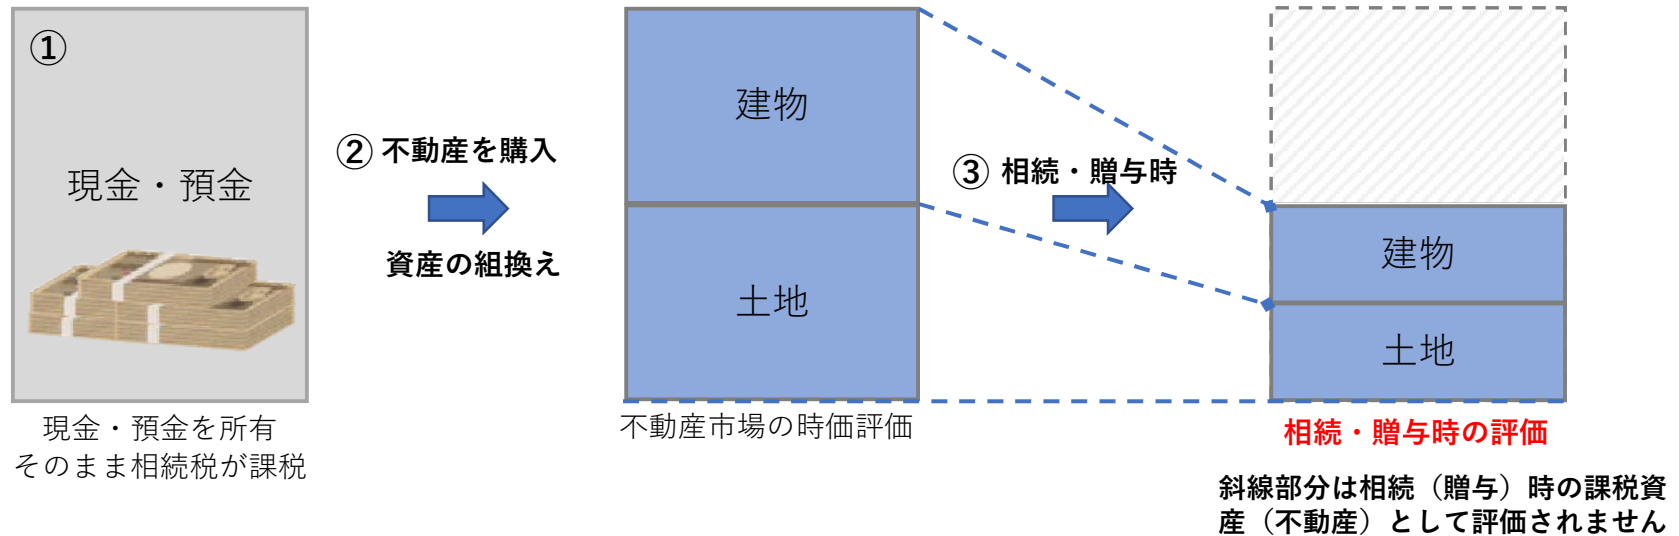 ①
現金・預金
現金・預金を所有
そのまま相続税が課税
② 不動産を購入
資産の組換え
建物
土地
不動産市場の時価評価
③ 相続・贈与時
建物
土地
相続・贈与時の評価
斜線部分は相続（贈与）時の課税資
産（不動産）として評価されません